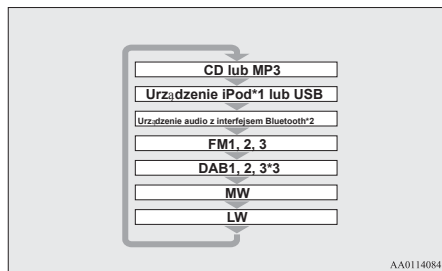 CD lub MP3
Urządzenie iPod*1 lub USB
Urządzenie audio z interfejsem Bluetooth*2
FM1, 2, 3
DAB1, 2, 3*3
MW
LW
AA0114084